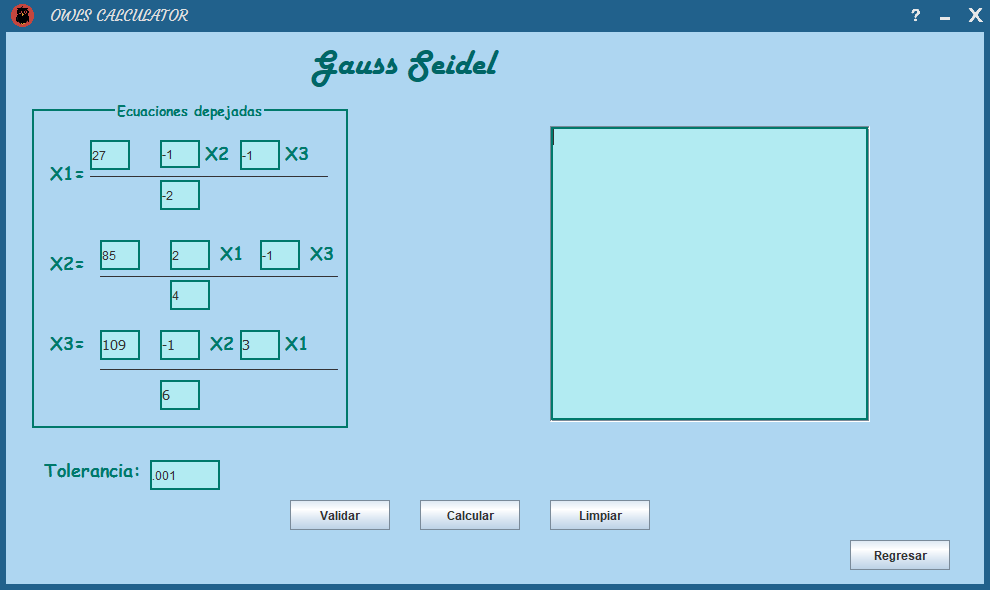 OWLS CALCULATOR ? _ X
Gauss Seidel
Ecuaciones depejadas
27 -1 X2 -1 X3
X1=
-2
85 2 X1 -1 X3
X2=
4
X3= 109 -1 X2 3 X1
6
Tolerancia: .001
Validar Calcular Limpiar
Regresar